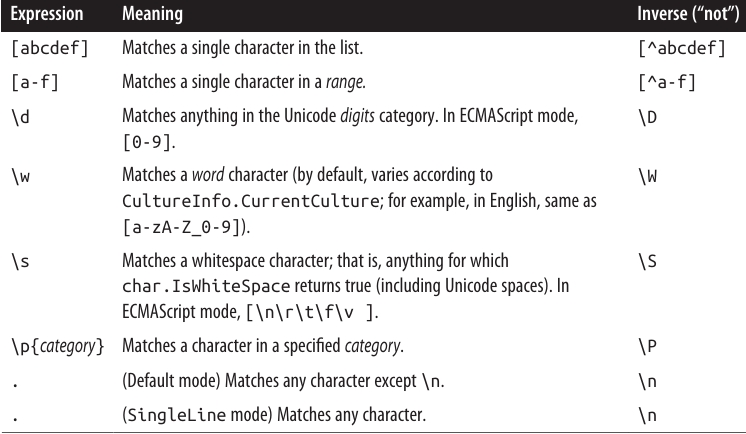 Expression Meaning Inverse (“not”)
[abcdef] Matches a single character in the list. [^abcdef]
[a-f] Matches a single character in a range. [^a-f]
\d Matches anything in the Unicode digits category. In ECMAScript mode, \D
[0-9].
\w Matches a word character (by default, varies according to \W
CultureInfo.CurrentCulture; for example, in English, same as
[a-zA-Z_0-9]).
\s Matches a whitespace character; that is, anything for which \S
char.IsWhiteSpace returns true (including Unicode spaces). In
ECMAScript mode, [\n\r\t\f\v ].
\p{category} Matches a character in a specified category. \P
. (Default mode) Matches any character except \n. \n
. (SingleLine mode) Matches any character. \n